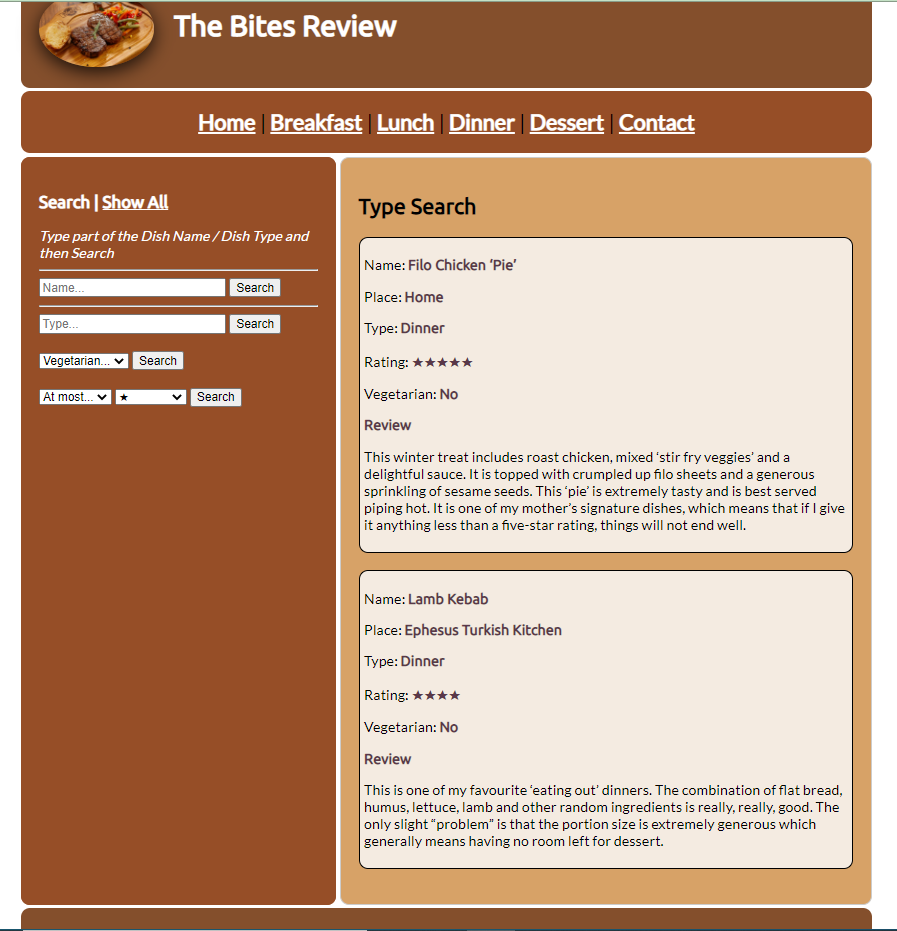 The Bites Review
Home | Breakfast | Lunch | Dinner | Dessert | Contact
Search | Show All
Type part of the Dish Name / Dish Type and
then Search
Name... Search
Type... Search
Vegetarian... Search
At most... ★ Search
Type Search
Name: Filo Chicken ‘Pie’
Place: Home
Type: Dinner
Rating: ★★★★★
Vegetarian: No
Review
This winter treat includes roast chicken, mixed ‘stir fry veggies’ and a
delightful sauce. It is topped with crumpled up filo sheets and a generous
sprinkling of sesame seeds. This ‘pie’ is extremely tasty and is best served
piping hot. It is one of my mother’s signature dishes, which means that if I give
it anything less than a five-star rating, things will not end well.
Name: Lamb Kebab
Place: Ephesus Turkish Kitchen
Type: Dinner
Rating: ★★★★
Vegetarian: No
Review
This is one of my favourite ‘eating out’ dinners. The combination of flat bread,
humus, lettuce, lamb and other random ingredients is really, really, good. The
only slight “problem” is that the portion size is extremely generous which
generally means having no room left for dessert.